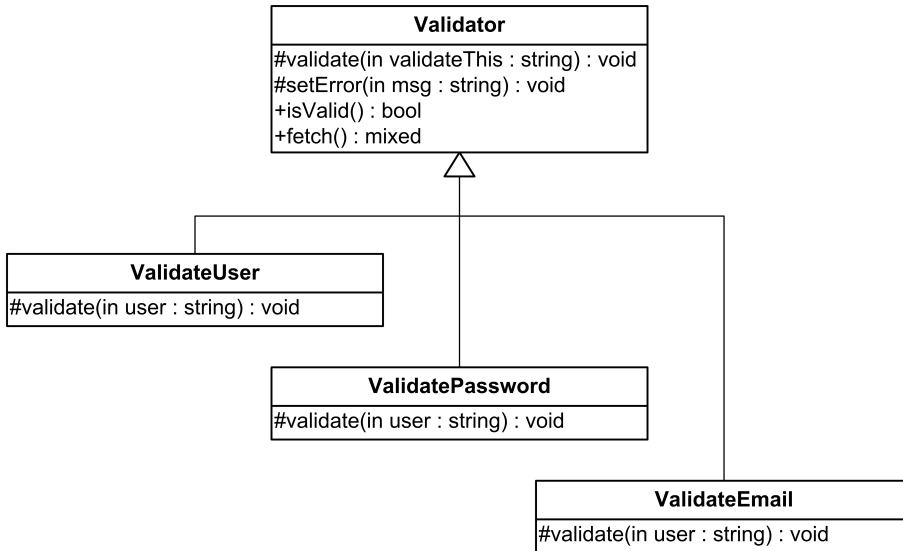 Validator
#validate(in validateThis : string) : void
#setError(in msg : string) : void
+isValid() : bool
+fetch() : mixed
ValidateUser
#validate(in user : string) : void
ValidatePassword
#validate(in user : string) : void
ValidateEmail
#validate(in user : string) : void